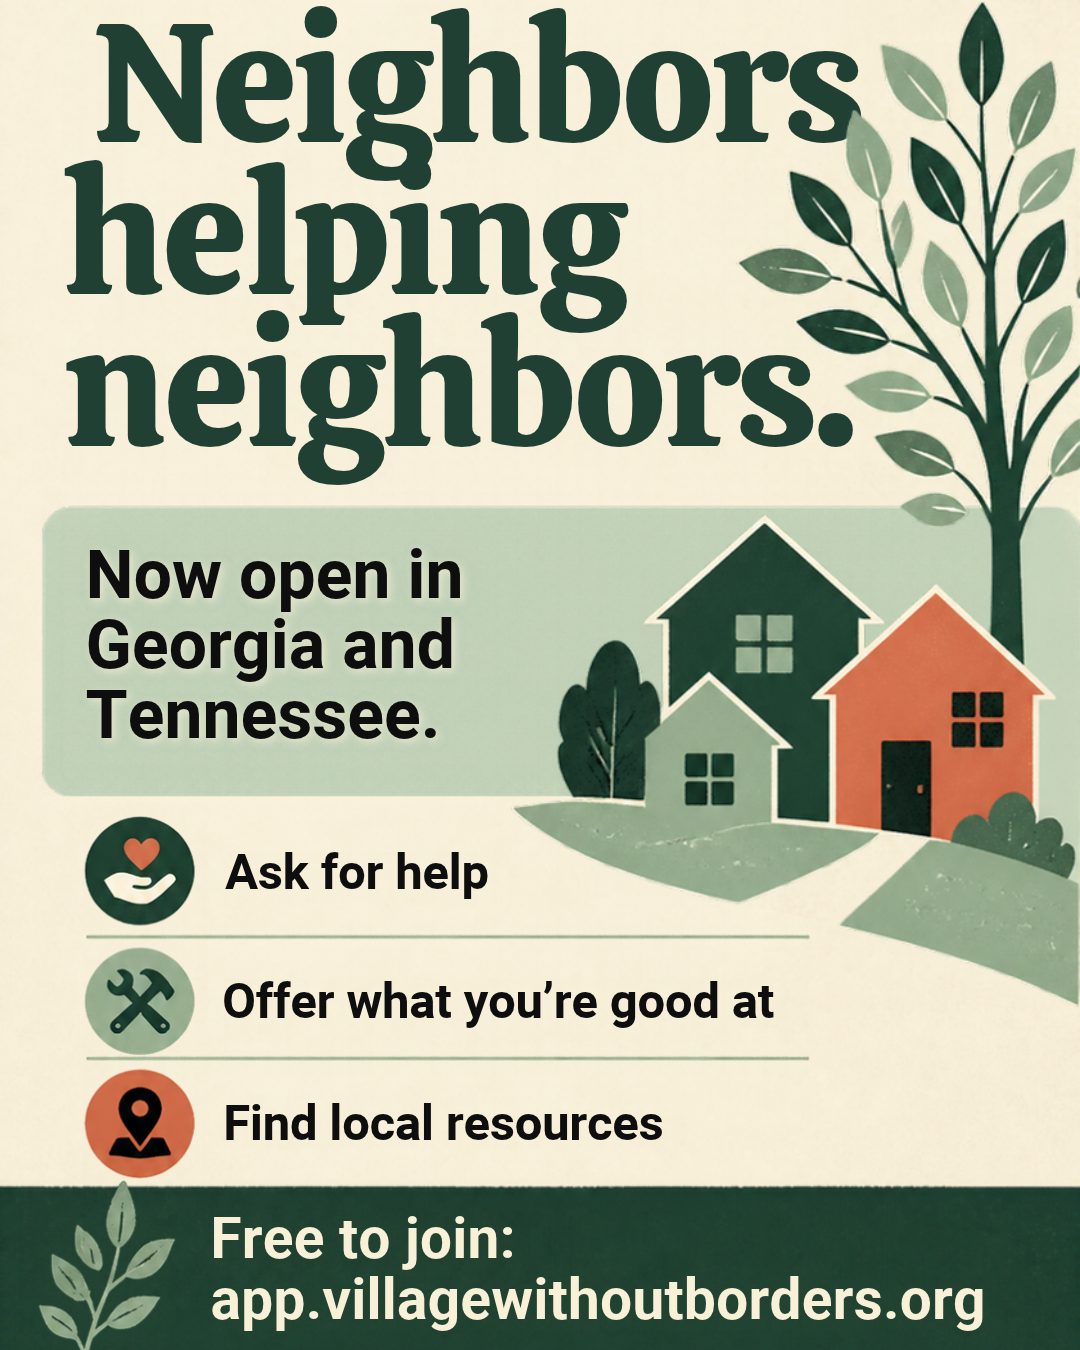 Neighbors
helping
neighbors.
Now open in
Georgia and
Tennessee.
Ask for help
Offer what you’re good at
Find local resources
Free to join:
app.villagewithoutborders.org